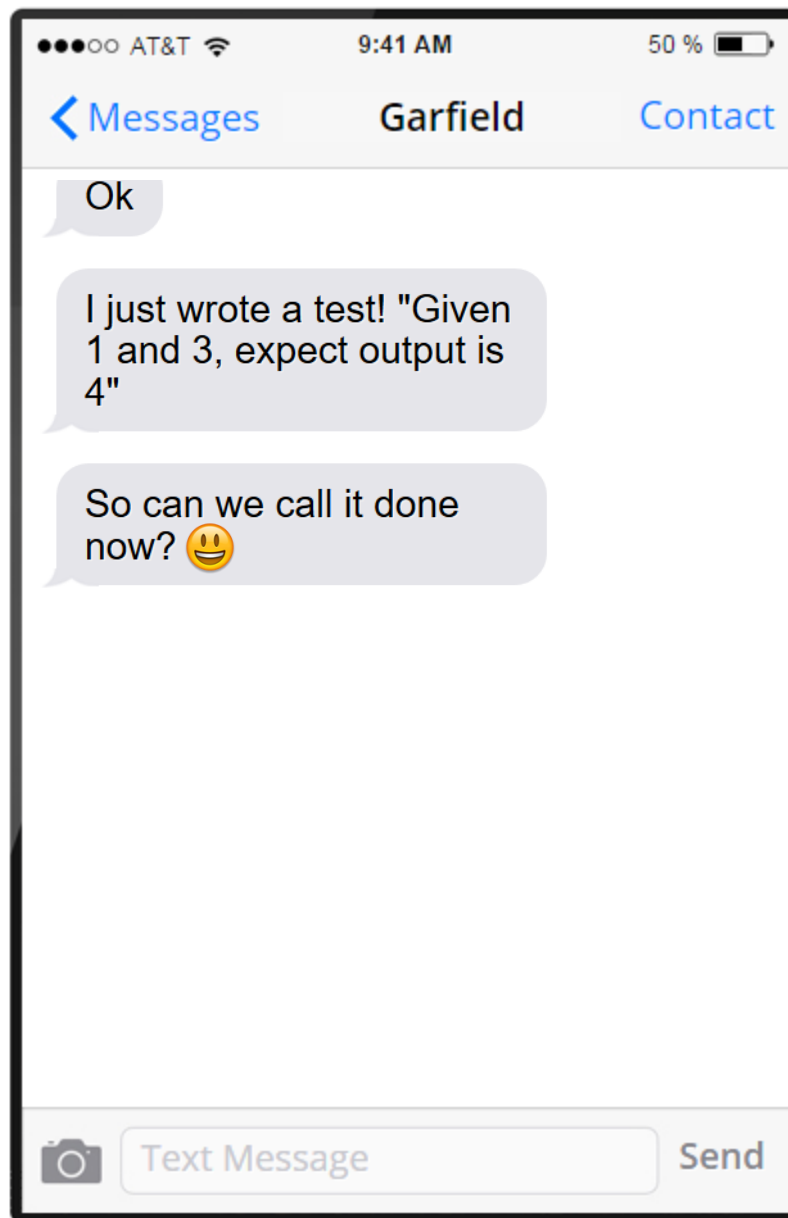 ●●●○○ AT&T 9:41 AM 50 %
Messages Garfield Contact
Ok
I just wrote a test! "Given
1 and 3, expect output is
4"
So can we call it done
now? 😃
Text Message Send